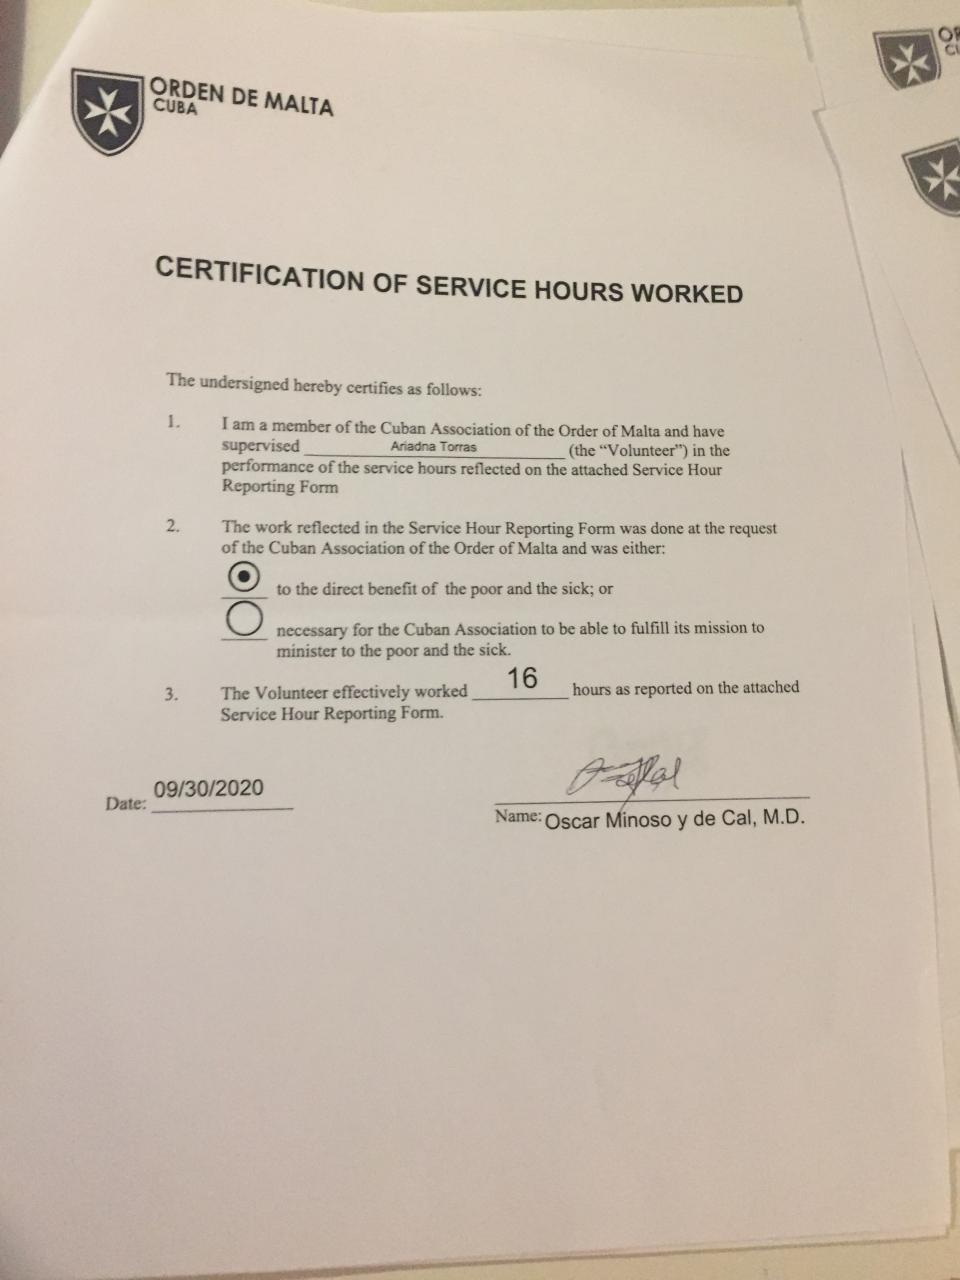 ORDEN DE MALTA
CUBA
OR
CU
CERTIFICATION OF SERVICE HOURS WORKED
The undersigned hereby certifies as follows:
1. I am a member of the Cuban Association of the Order of Malta and have
supervised Ariadna Torras (the “Volunteer”) in the
performance of the service hours reflected on the attached Service Hour
Reporting Form
2. The work reflected in the Service Hour Reporting Form was done at the request
of the Cuban Association of the Order of Malta and was either:
to the direct benefit of the poor and the sick; or
necessary for the Cuban Association to be able to fulfill its mission to
minister to the poor and the sick.
3. The Volunteer effectively worked 16 hours as reported on the attached
Service Hour Reporting Form.
Date: 09/30/2020
Name: Oscar Minoso y de Cal, M.D.